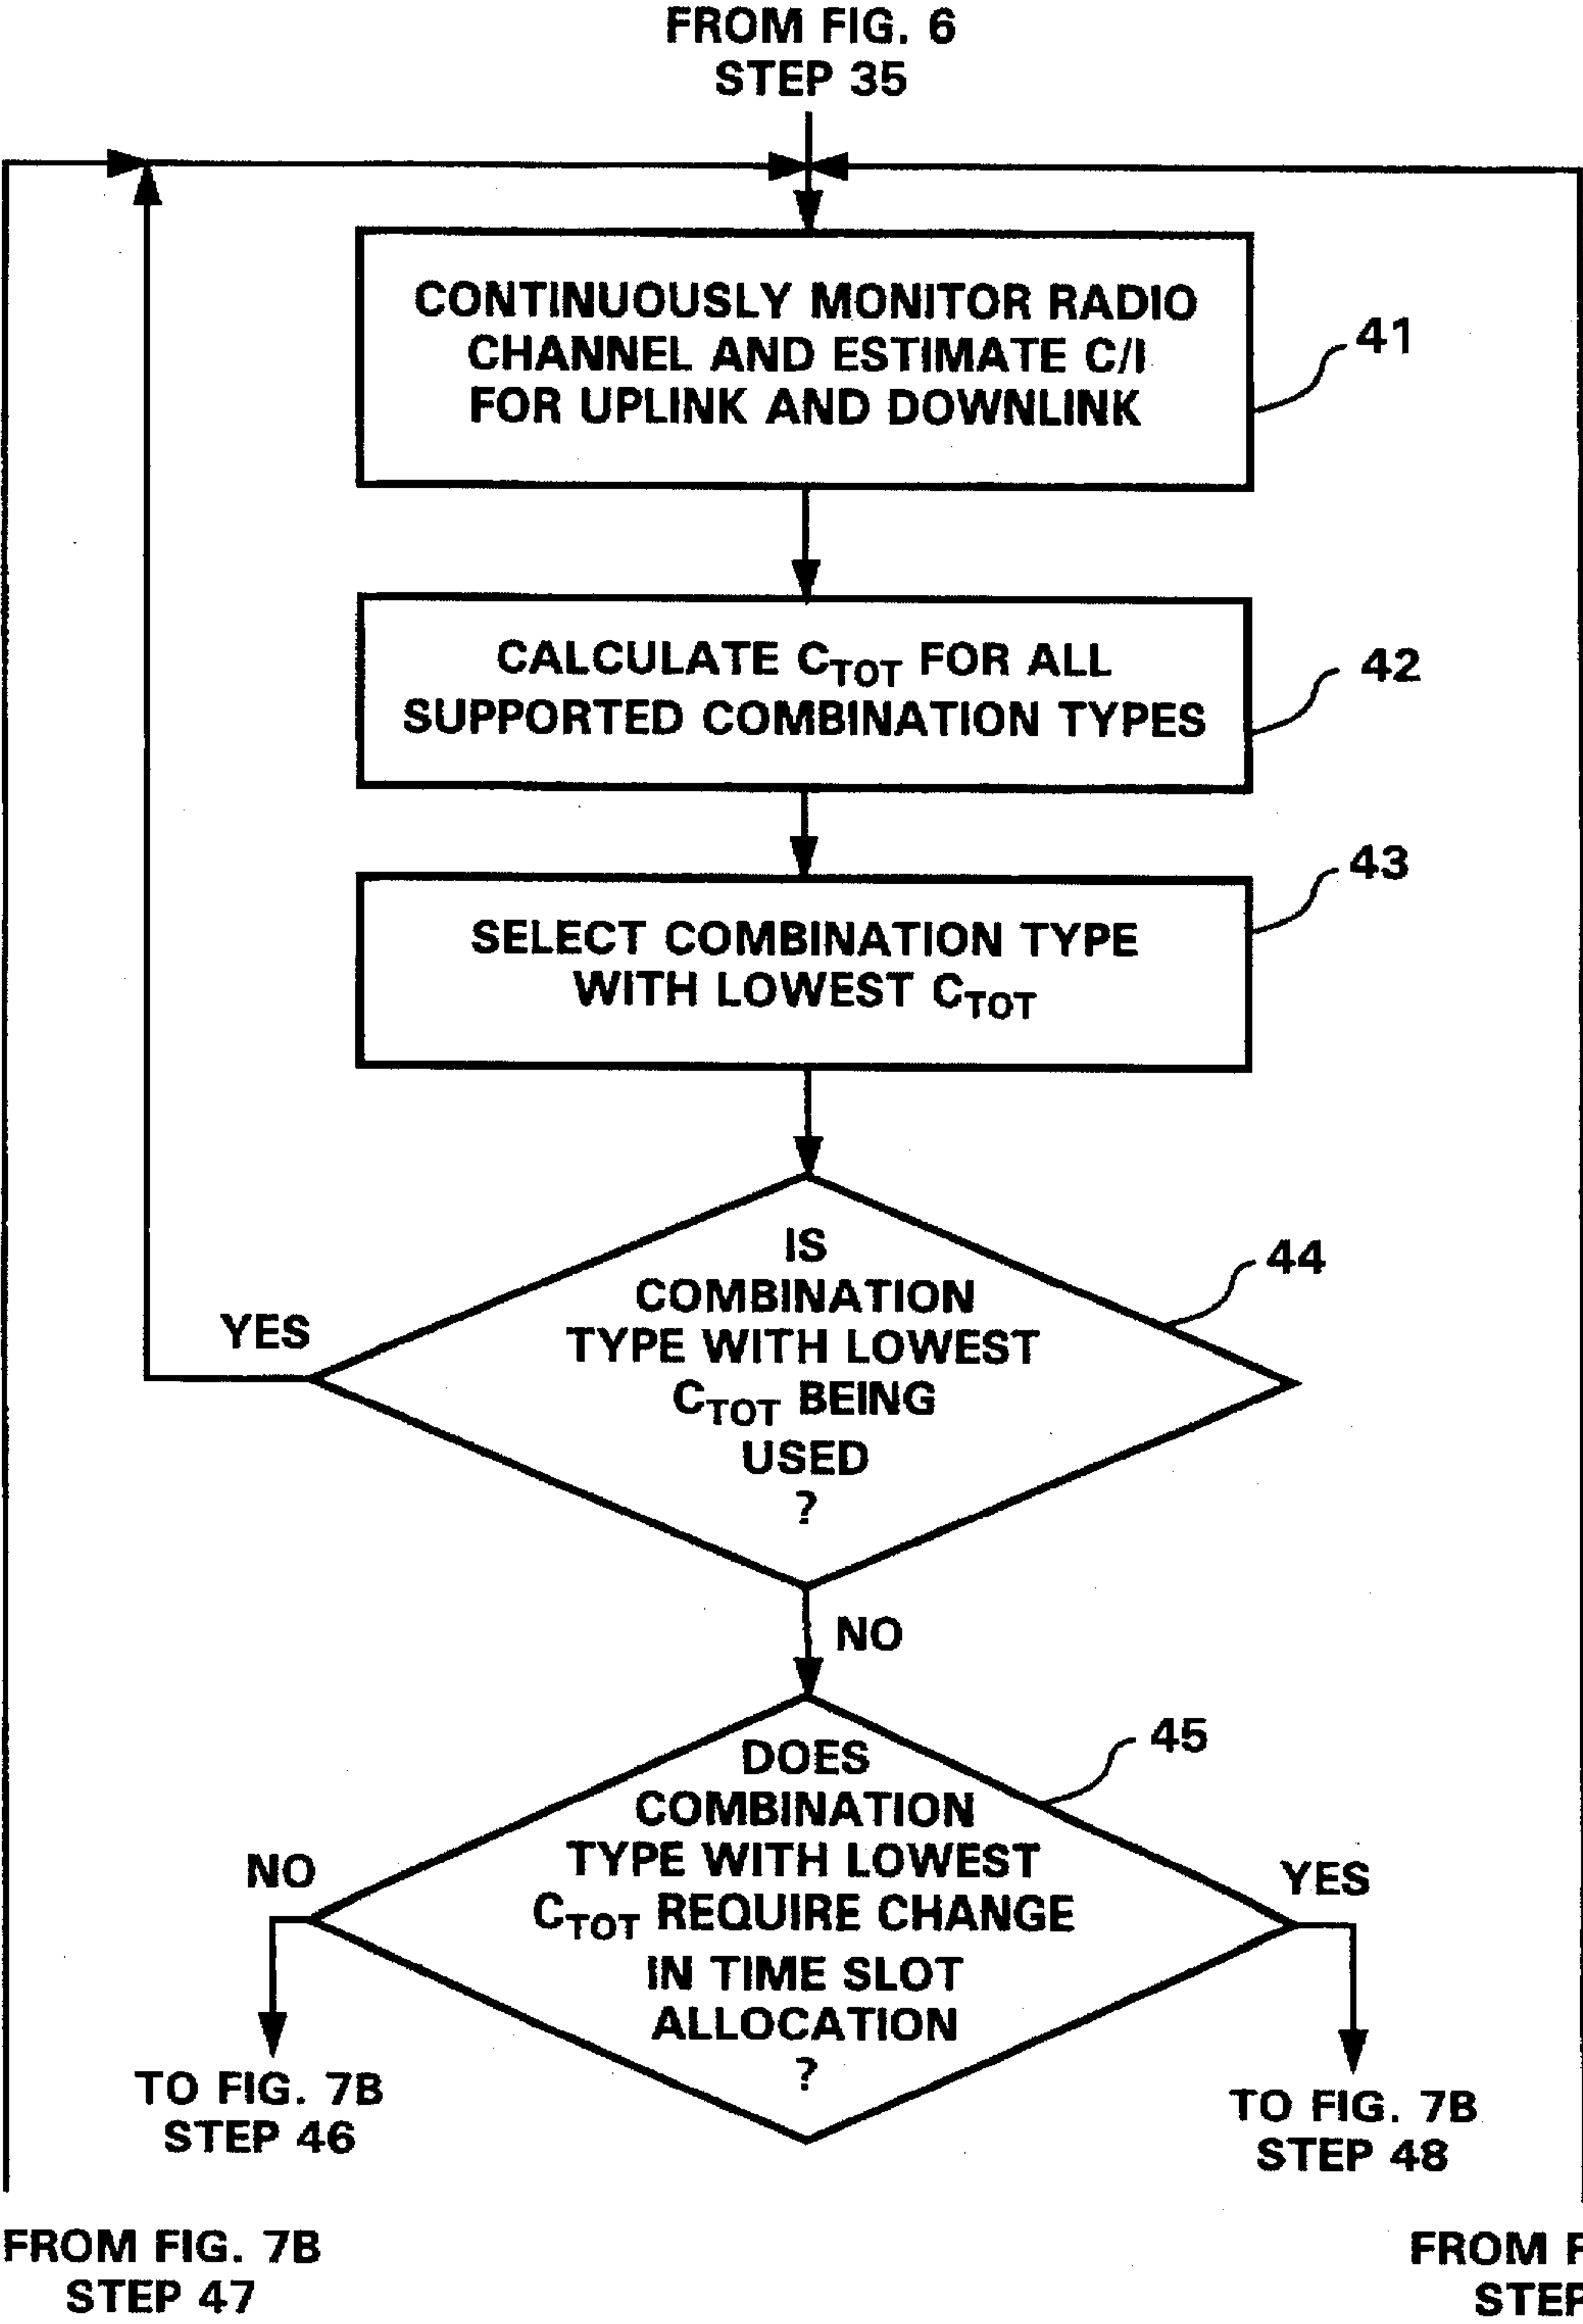 FROM FIG. 6
STEP 35
CONTINUOUSLY MONITOR RADIO
CHANNEL AND ESTIMATE C/I
FOR UPLINK AND DOWNLINK
41
CALCULATE CTOT FOR ALL
SUPPORTED COMBINATION TYPES
42
SELECT COMBINATION TYPE
WITH LOWEST CTOT
43
IS
COMBINATION
TYPE WITH LOWEST
CTOT BEING
USED
?
44
YES
NO
DOES
COMBINATION
TYPE WITH LOWEST
CTOT REQUIRE CHANGE
IN TIME SLOT
ALLOCATION
?
45
NO
YES
TO FIG. 7B
STEP 46
TO FIG. 7B
STEP 48
FROM FIG. 7B
STEP 47
FROM
STEP